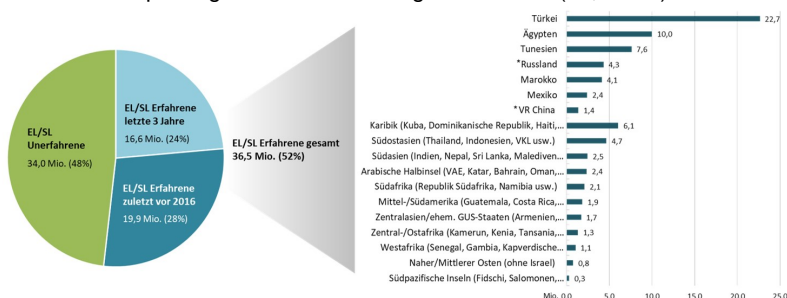 EL/SL Erfahrene
letzte 3 Jahre
16,6 Mio. (24%)
EL/SL
Unerfahrene
34,0 Mio. (48%)
EL/SL Erfahrene
zuletzt vor 2016
19,9 Mio. (28%)
EL/SL Erfahrene gesamt
36,5 Mio. (52%)
Türkei 22,7
Ägypten 10,0
Tunesien 7,6
*Russland 4,3
Marokko 4,1
Mexiko 2,4
*VR China 1,4
Karibik (Kuba, Dominikanische Republik, Haiti,... 6,1
Südostasien (Thailand, Indonesien, VKL usw.) 4,7
Südasien (Indien, Nepal, Sri Lanka, Malediven... 2,5
Arabische Halbinsel (VAE, Katar, Bahrain, Oman,... 2,4
Südafrika (Republik Südafrika, Namibia usw.) 2,1
Mittel-/Südamerika (Guatemala, Costa Rica,... 1,9
Zentralasien/ehem. GUS-Staaten (Armenien,... 1,7
Zentral-/Ostafrika (Kamerun, Kenia, Tansania,... 1,3
Westafrika (Senegal, Gambia, Kapverdische... 1,1
Naher/Mittlerer Osten (ohne Israel) 0,8
Südpazifische Inseln (Fidschi, Salomonen,... 0,3
Mio. 0,0 5,0 10,0 15,0 20,0 25,0